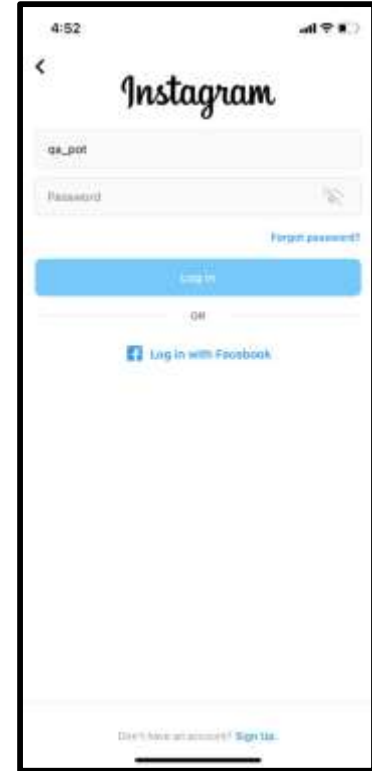 4:52
Instagram
qa_pot
Password
Forgot password?
Log in
OR
Log in with Facebook
Don't have an account? Sign Up.